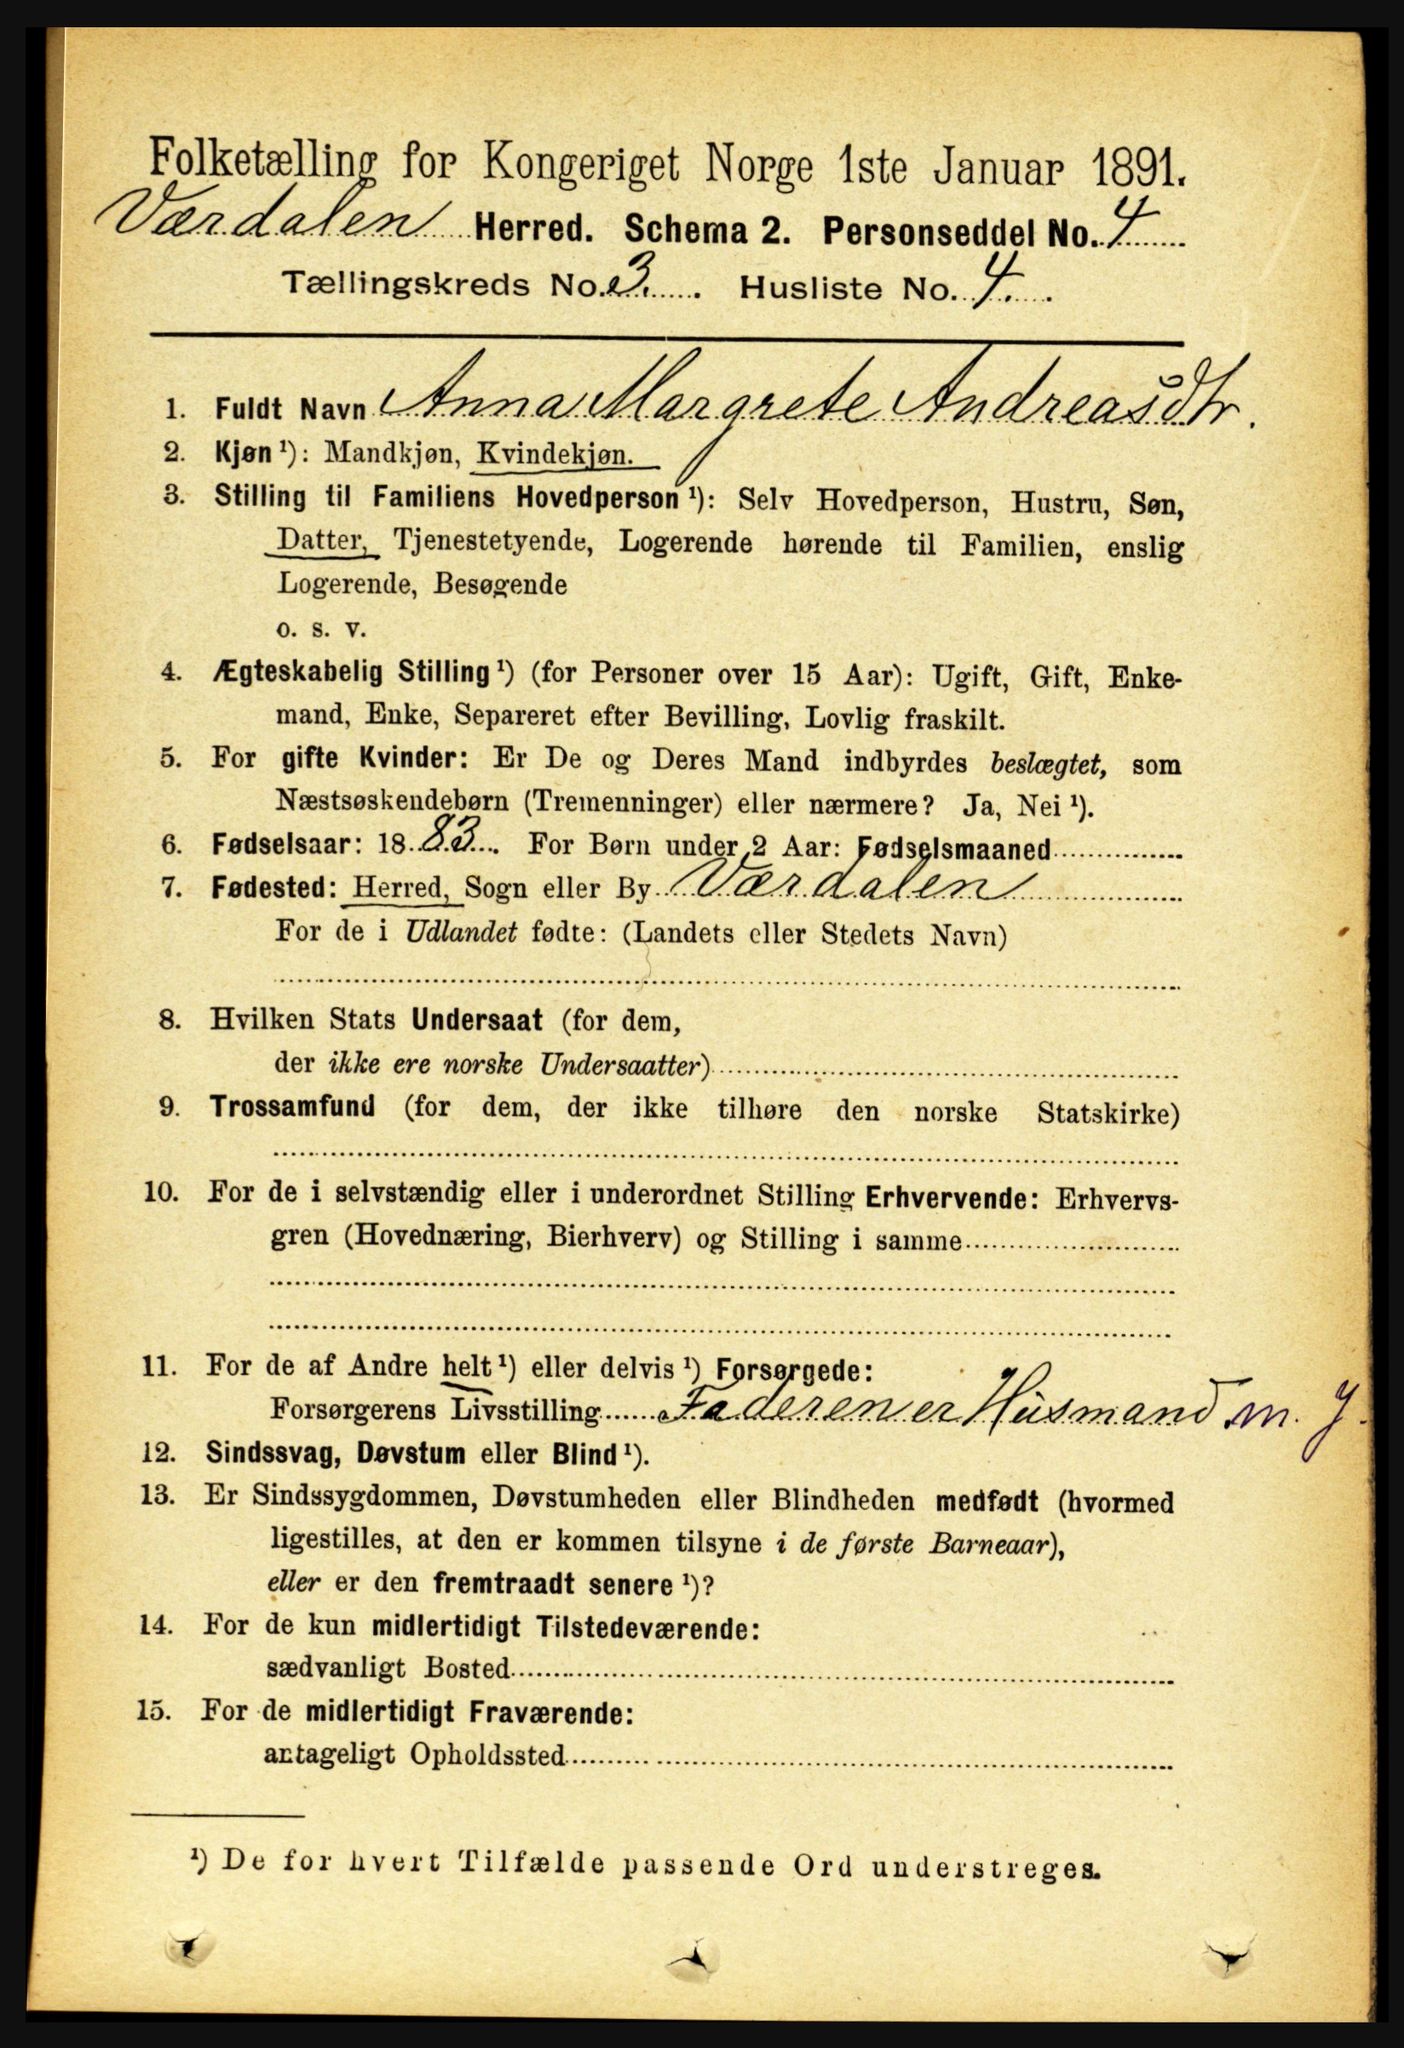 Folketælling for Kongeriget Norge 1ste Januar 1891.
Værdalen Herred. Schema 2. Personseddel No. 4
Tællingskreds No. 3. Husliste No. 4.
1. Fuldt Navn Anna Margrete Andreasdtr.
2. Kjøn ¹): Mandkjøn, Kvindekjøn.
3. Stilling til Familiens Hovedperson ¹): Selv Hovedperson, Hustru, Søn,
Datter, Tjenestetyende, Logerende hørende til Familien, enslig
Logerende, Besøgende
o. s. v.
4. Ægteskabelig Stilling ¹) (for Personer over 15 Aar): Ugift, Gift, Enke-
mand, Enke, Separeret efter Bevilling, Lovlig fraskilt.
5. For gifte Kvinder: Er De og Deres Mand indbyrdes beslægtet, som
Næstsøskendebørn (Tremenninger) eller nærmere? Ja, Nei ¹).
6. Fødselsaar: 1883. For Børn under 2 Aar: Fødselsmaaned
7. Fødested: Herred, Sogn eller By Værdalen
For de i Udlandet fødte: (Landets eller Stedets Navn)
8. Hvilken Stats Undersaat (for dem,
der ikke ere norske Undersaatter)
9. Trossamfund (for dem, der ikke tilhøre den norske Statskirke)
10. For de i selvstændig eller i underordnet Stilling Erhvervende: Erhvervs-
gren (Hovednæring, Bierhverv) og Stilling i samme
11. For de af Andre helt ¹) eller delvis ¹) Forsørgede:
Forsørgerens Livsstilling Faderen er Husmand m. J.
12. Sindssvag, Døvstum eller Blind ¹).
13. Er Sindssygdommen, Døvstumheden eller Blindheden medfødt (hvormed
ligestilles, at den er kommen tilsyne i de første Barneaar),
eller er den fremtraadt senere ¹)?
14. For de kun midlertidigt Tilstedeværende:
sædvanligt Bosted
15. For de midlertidigt Fraværende:
antageligt Opholdssted
¹) De for hvert Tilfælde passende Ord understreges.